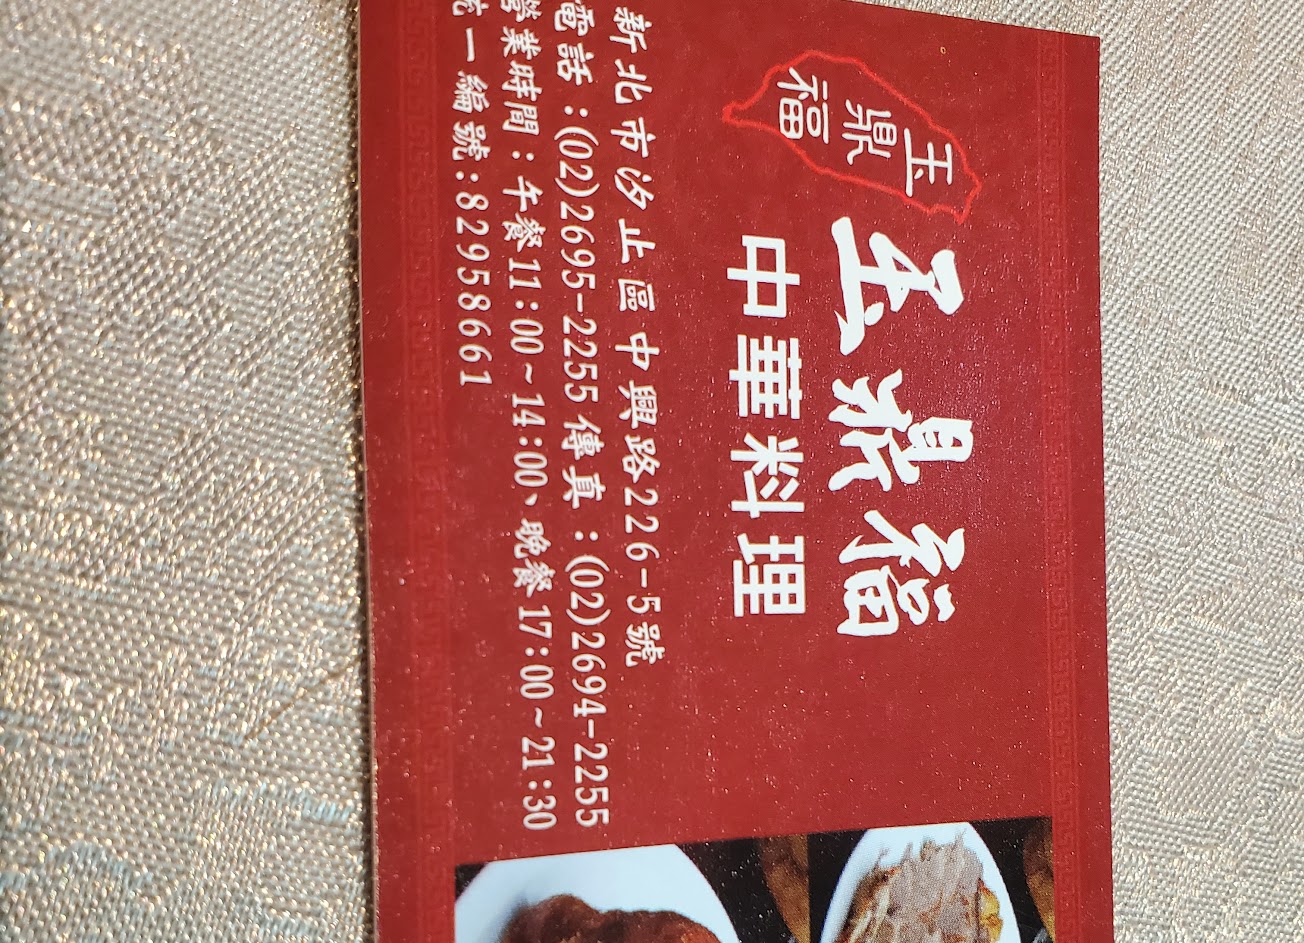 玉
鼎
福
玉鼎福
中華料理
新北市汐止區中興路226-5號
電話：(02)2695-2255 傳真：(02)2694-2255
營業時間：午餐11:00~14:00、晚餐17:00~21:30
統一編號：82958661